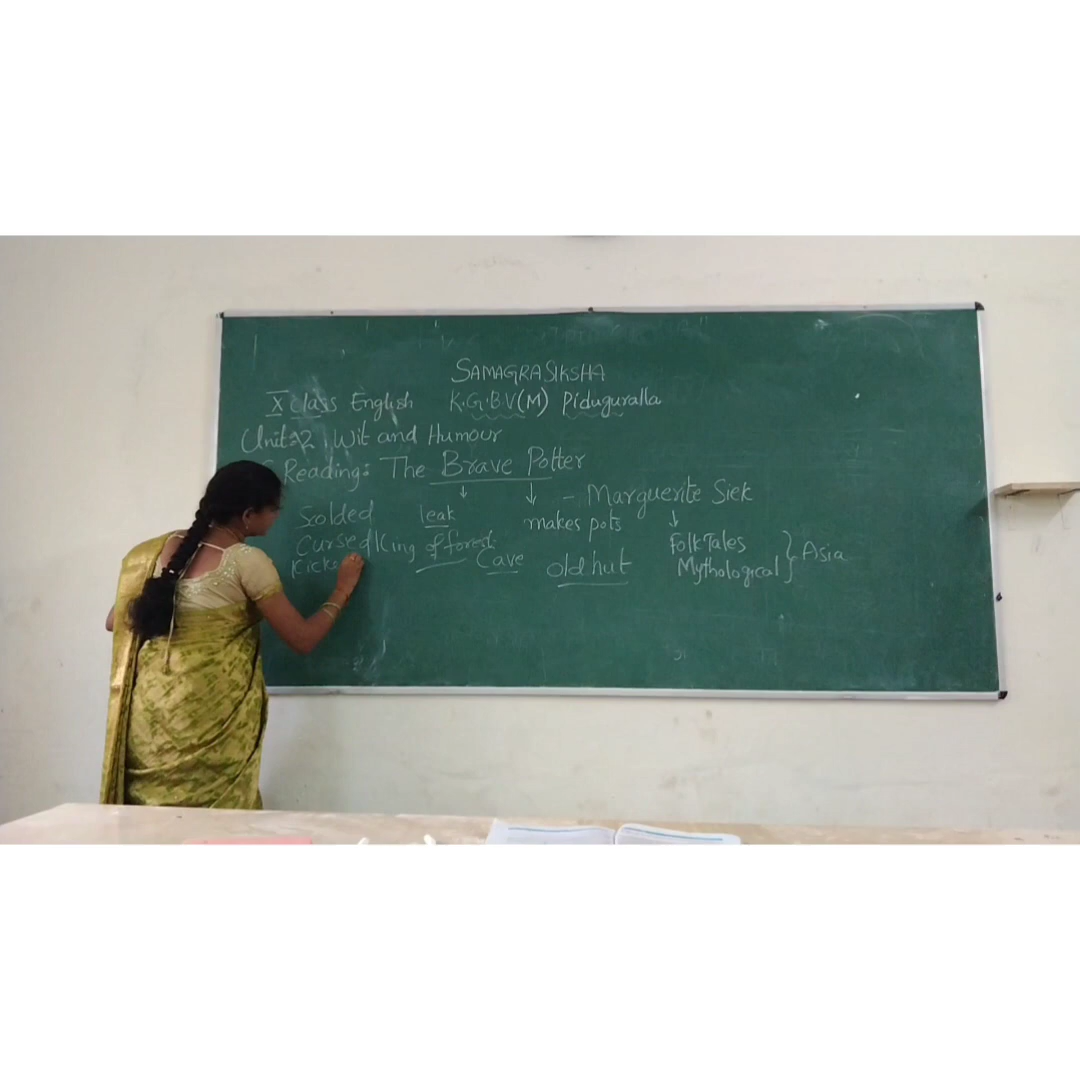 SAMAGRA SIKSHA
X class English K.G.B.V(M) Piduguralla
Unit:2. Wit and Humour
C Reading: The Brave Potter
↓ ↓ - Marguerite Siek
Scolded leak makes pots ↓
Cursed King of forest Folk Tales
Kicke Cave old hut Mythological } Asia